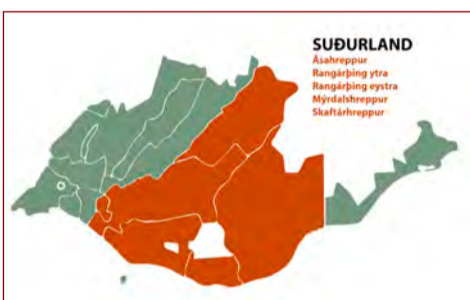 SUÐURLAND
Ásahreppur
Rangárþing ytra
Rangárþing eystra
Mýrdalshreppur
Skaftárhreppur